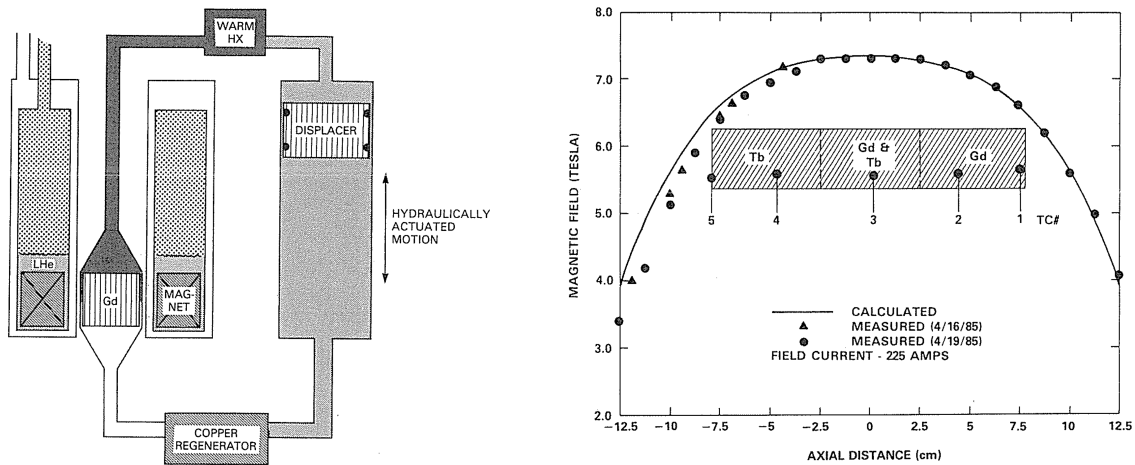 WARM
HX
DISPLACER
HYDRAULICALLY
ACTUATED
MOTION
LHe
Gd
MAG-
NET
COPPER
REGENERATOR
MAGNETIC FIELD (TESLA)
8.0
7.0
6.0
5.0
4.0
3.0
2.0
Tb
Gd &
Tb
Gd
5 4 3 2 1 TC#
CALCULATED
MEASURED (4/16/85)
MEASURED (4/19/85)
FIELD CURRENT - 225 AMPS
−12.5 −10 −7.5 −5 −2.5 0 2.5 5 7.5 10 12.5
AXIAL DISTANCE (cm)